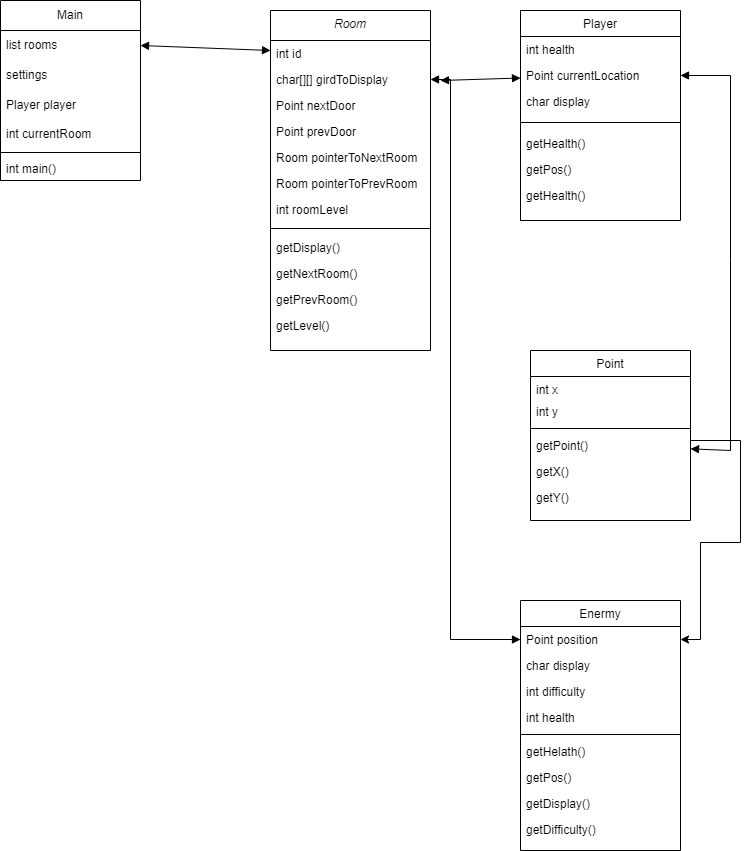 Main
list rooms
settings
Player player
int currentRoom
int main()
Room
int id
char[][] girdToDisplay
Point nextDoor
Point prevDoor
Room pointerToNextRoom
Room pointerToPrevRoom
int roomLevel
getDisplay()
getNextRoom()
getPrevRoom()
getLevel()
Player
int health
Point currentLocation
char display
getHealth()
getPos()
getHealth()
Point
int x
int y
getPoint()
getX()
getY()
Enermy
Point position
char display
int difficulty
int health
getHelath()
getPos()
getDisplay()
getDifficulty()